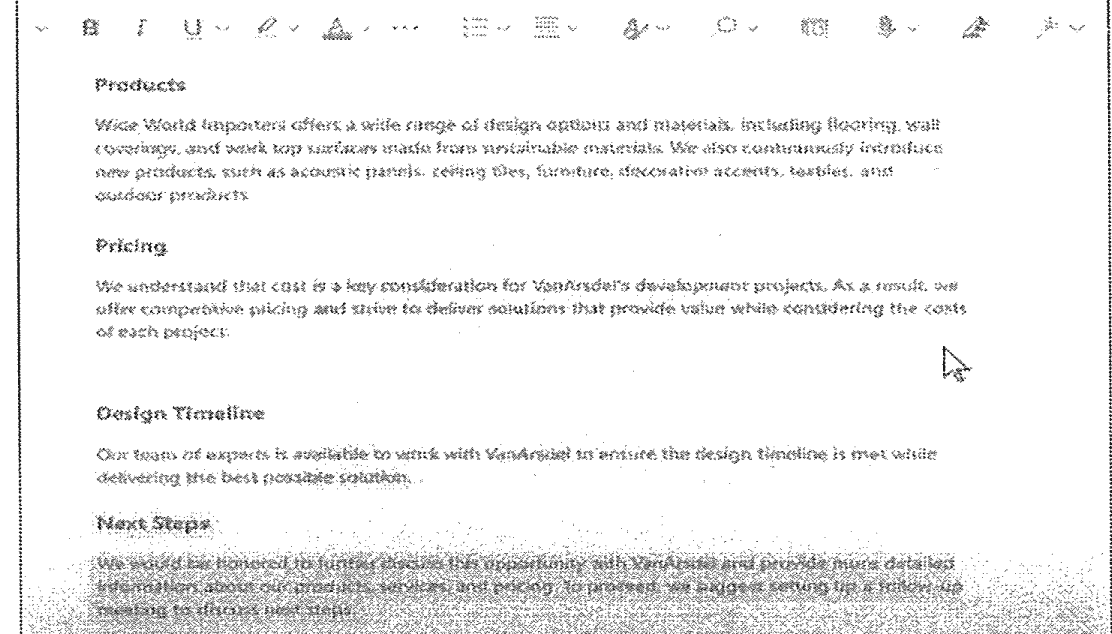 B I U A ...
Products
Wide World Importers offers a wide range of design options and materials, including flooring, wall
coverings, and work top surfaces made from sustainable materials. We also continuously introduce
new products, such as acoustic panels, ceiling tiles, furniture, decorative accents, textiles, and
outdoor products
Pricing
We understand that cost is a key consideration for VanArsdel's development projects. As a result, we
offer competitive pricing and strive to deliver solutions that provide value while considering the costs
of each project.
Design Timeline
Our team of experts is available to work with VanArsdel to ensure the design timeline is met while
delivering the best possible solution.
Next Steps
We would be honored to further discuss this opportunity with VanArsdel and provide more detailed
information about our products, services, and pricing. To proceed, we suggest setting up a follow-up
meeting to discuss next steps.